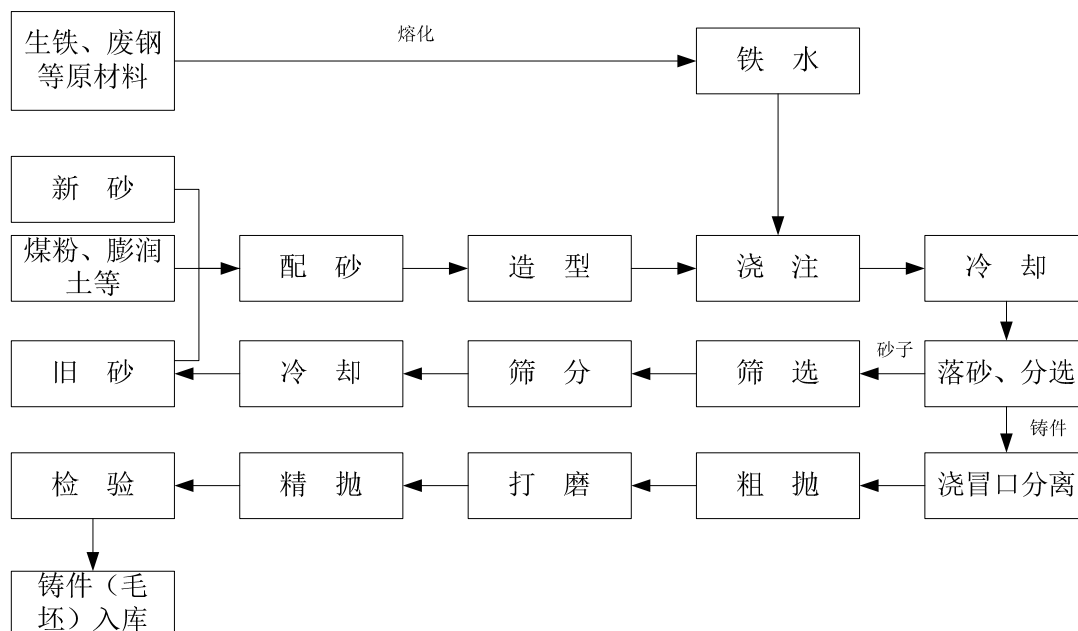 生铁、废钢
等原材料
熔化
铁 水
新 砂
煤粉、膨润
土等
配 砂
造 型
浇 注
冷 却
旧 砂
冷 却
筛 分
筛 选
砂子
落砂、分选
铸件
检 验
精 抛
打 磨
粗 抛
浇冒口分离
铸件（毛
坯）入库